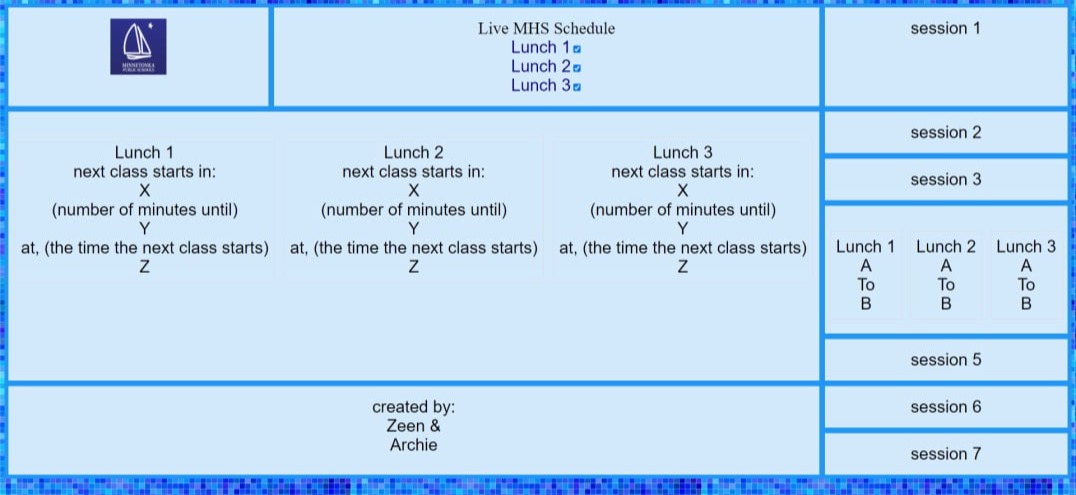 MINNETONKA
PUBLIC SCHOOLS
Live MHS Schedule
Lunch 1
Lunch 2
Lunch 3
session 1
Lunch 1
next class starts in:
X
(number of minutes until)
Y
at, (the time the next class starts)
Z
Lunch 2
next class starts in:
X
(number of minutes until)
Y
at, (the time the next class starts)
Z
Lunch 3
next class starts in:
X
(number of minutes until)
Y
at, (the time the next class starts)
Z
session 2
session 3
Lunch 1
A
To
B
Lunch 2
A
To
B
Lunch 3
A
To
B
session 5
created by:
Zeen &
Archie
session 6
session 7